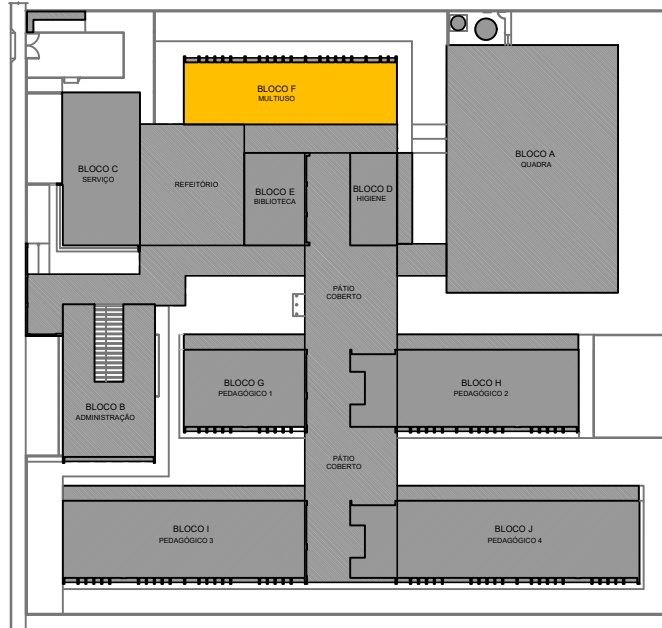 BLOCO F
MULTIUSO
BLOCO A
QUADRA
BLOCO C
SERVIÇO
REFEITÓRIO
BLOCO E
BIBLIOTECA
BLOCO D
HIGIENE
PÁTIO
COBERTO
BLOCO G
PEDAGÓGICO 1
BLOCO H
PEDAGÓGICO 2
BLOCO B
ADMINISTRAÇÃO
PÁTIO
COBERTO
BLOCO I
PEDAGÓGICO 3
BLOCO J
PEDAGÓGICO 4